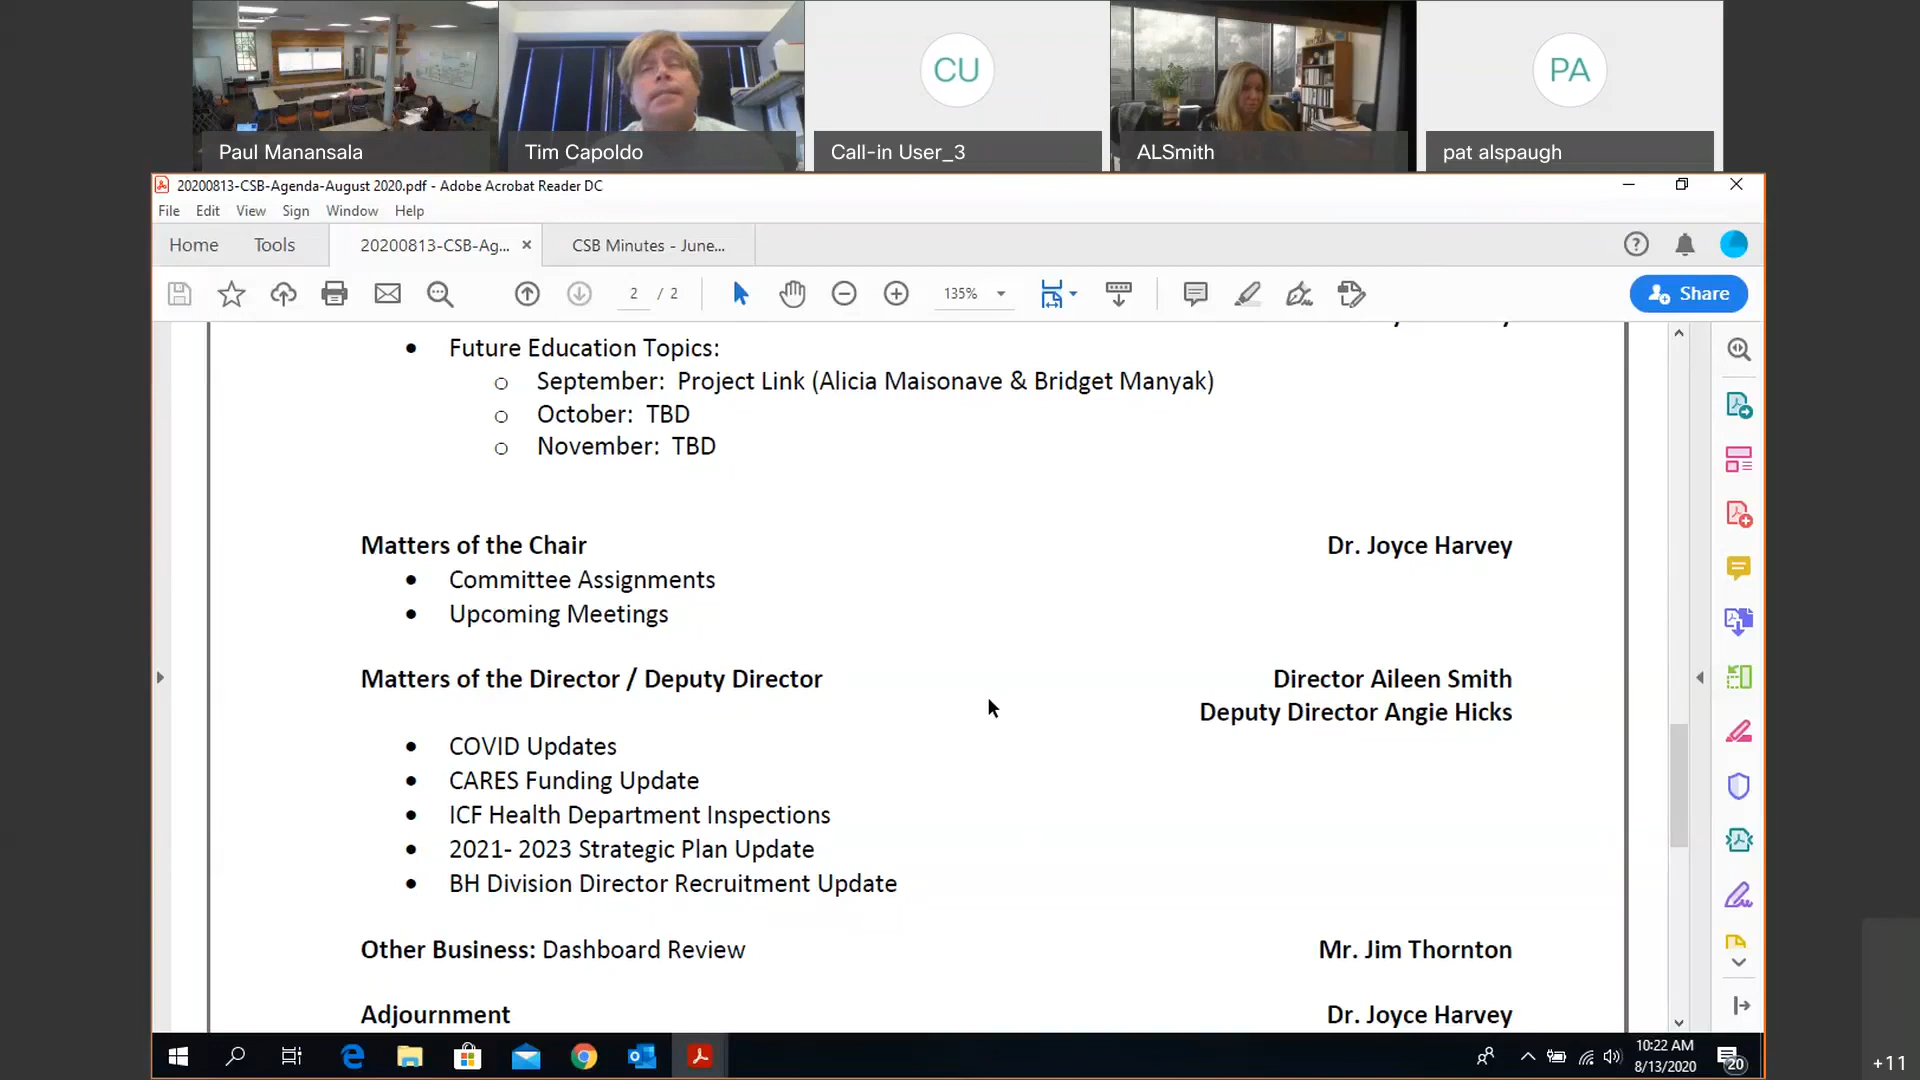 CU
PA
Paul Manansala
Tim Capoldo
Call-in User_3
ALSmith
pat alspaugh
20200813-CSB-Agenda-August 2020.pdf - Adobe Acrobat Reader DC
File Edit View Sign Window Help
Home Tools 20200813-CSB-Ag... CSB Minutes - June...
2 / 2 135% Share
• Future Education Topics:
o September: Project Link (Alicia Maisonave & Bridget Manyak)
o October: TBD
o November: TBD
Matters of the Chair Dr. Joyce Harvey
• Committee Assignments
• Upcoming Meetings
Matters of the Director / Deputy Director Director Aileen Smith
Deputy Director Angie Hicks
• COVID Updates
• CARES Funding Update
• ICF Health Department Inspections
• 2021- 2023 Strategic Plan Update
• BH Division Director Recruitment Update
Other Business: Dashboard Review Mr. Jim Thornton
Adjournment Dr. Joyce Harvey
10:22 AM
8/13/2020
20
+11